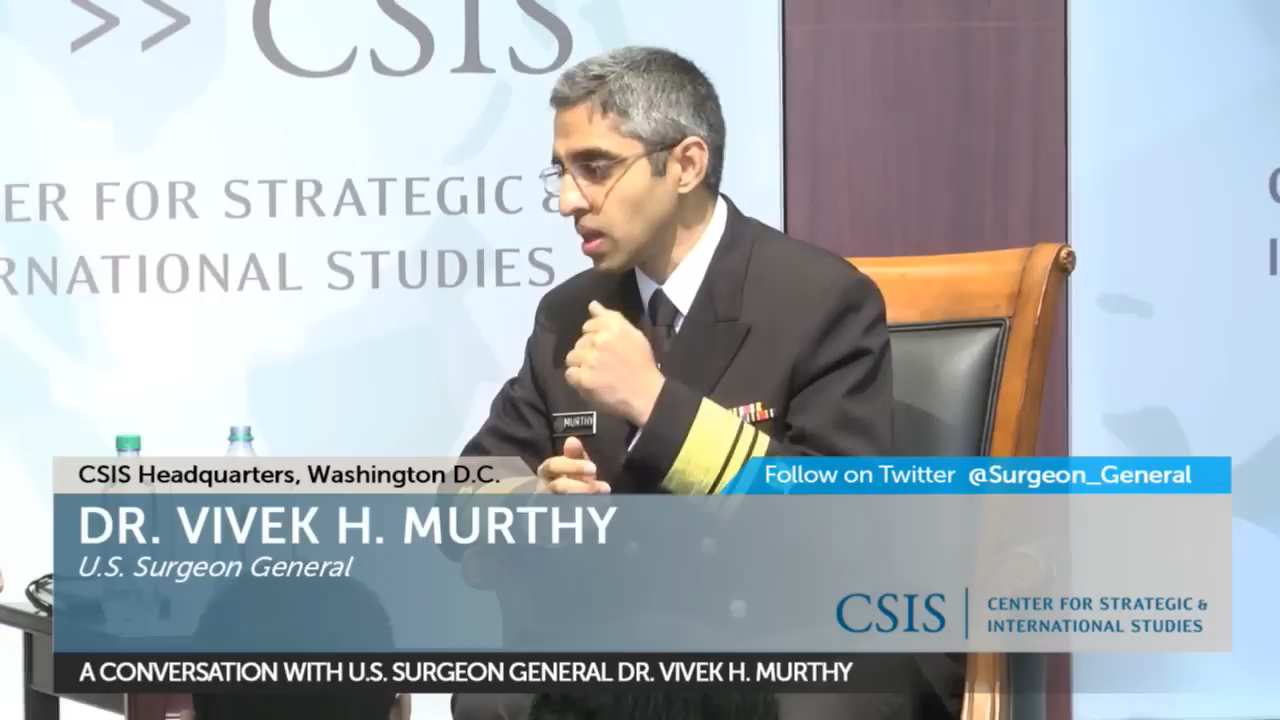 >> CSIS
ER FOR STRATEGIC &
RNATIONAL STUDIES
MURTHY
CSIS Headquarters, Washington D.C.
Follow on Twitter @Surgeon_General
DR. VIVEK H. MURTHY
U.S. Surgeon General
CSIS
CENTER FOR STRATEGIC &
INTERNATIONAL STUDIES
A CONVERSATION WITH U.S. SURGEON GENERAL DR. VIVEK H. MURTHY